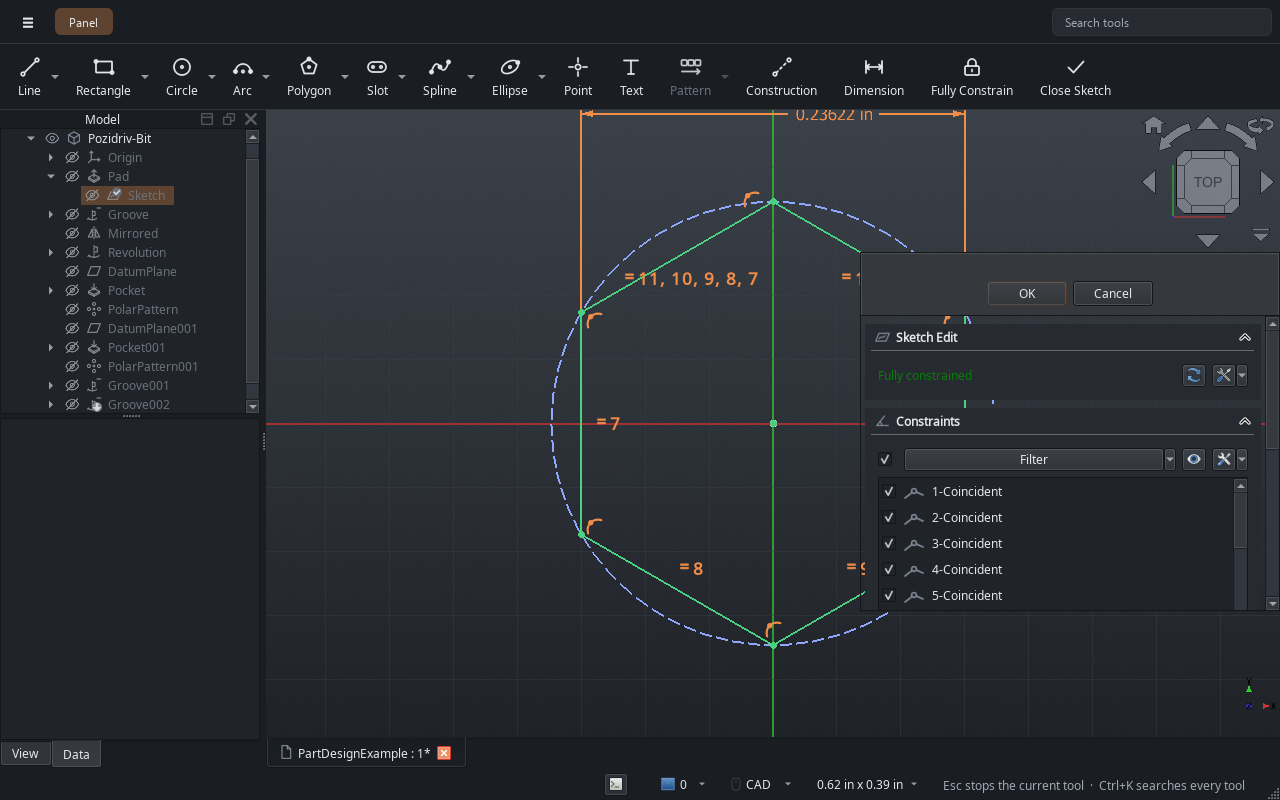 Panel
Search tools
Line
Rectangle
Circle
Arc
Polygon
Slot
Spline
Ellipse
Point
Text
Pattern
Construction
Dimension
Fully Constrain
Close Sketch
Model
Pozidriv-Bit
Origin
Pad
Sketch
Groove
Mirrored
Revolution
DatumPlane
Pocket
PolarPattern
DatumPlane001
Pocket001
PolarPattern001
Groove001
Groove002
View
Data
0.23622 in
=11, 10, 9, 8, 7
= 1
= 7
= 8
= 9
TOP
OK
Cancel
Sketch Edit
Fully constrained
Constraints
Filter
1-Coincident
2-Coincident
3-Coincident
4-Coincident
5-Coincident
PartDesignExample : 1*
0
CAD
0.62 in x 0.39 in
Esc stops the current tool · Ctrl+K searches every tool